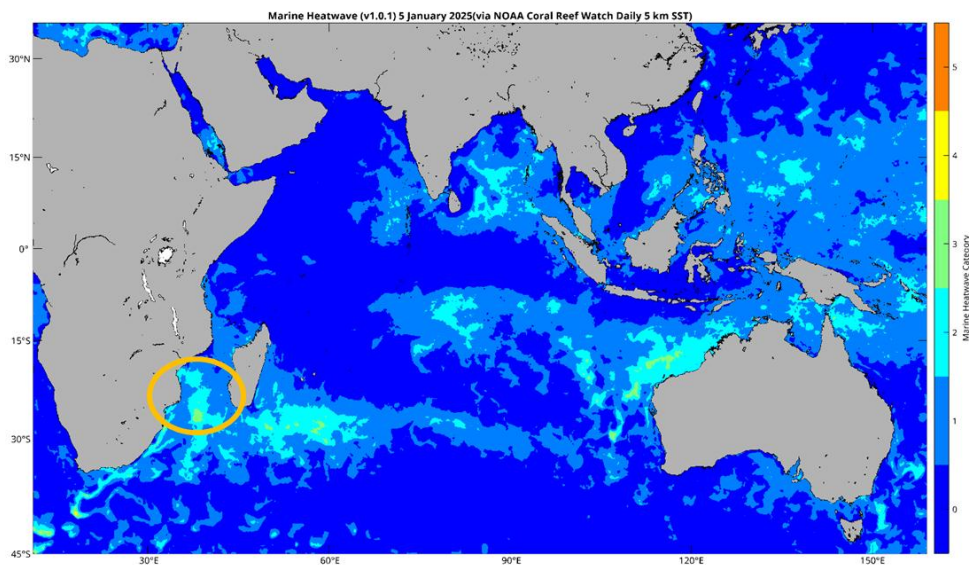 Marine Heatwave (v1.0.1) 5 January 2025(via NOAA Coral Reef Watch Daily 5 km SST)
30°N
15°N
0°
15°S
30°S
45°S
30°E
60°E
90°E
120°E
150°E
5
4
3
2
1
0
Marine Heatwave Category